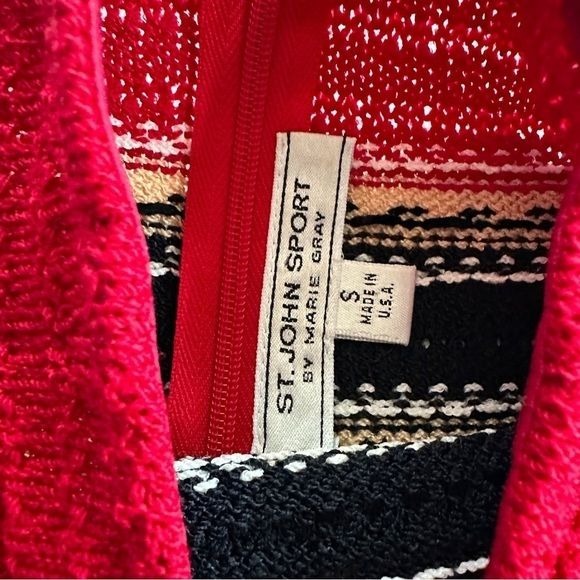 ST. JOHN SPORT
BY MARIE GRAY
S
MADE IN
U.S.A.